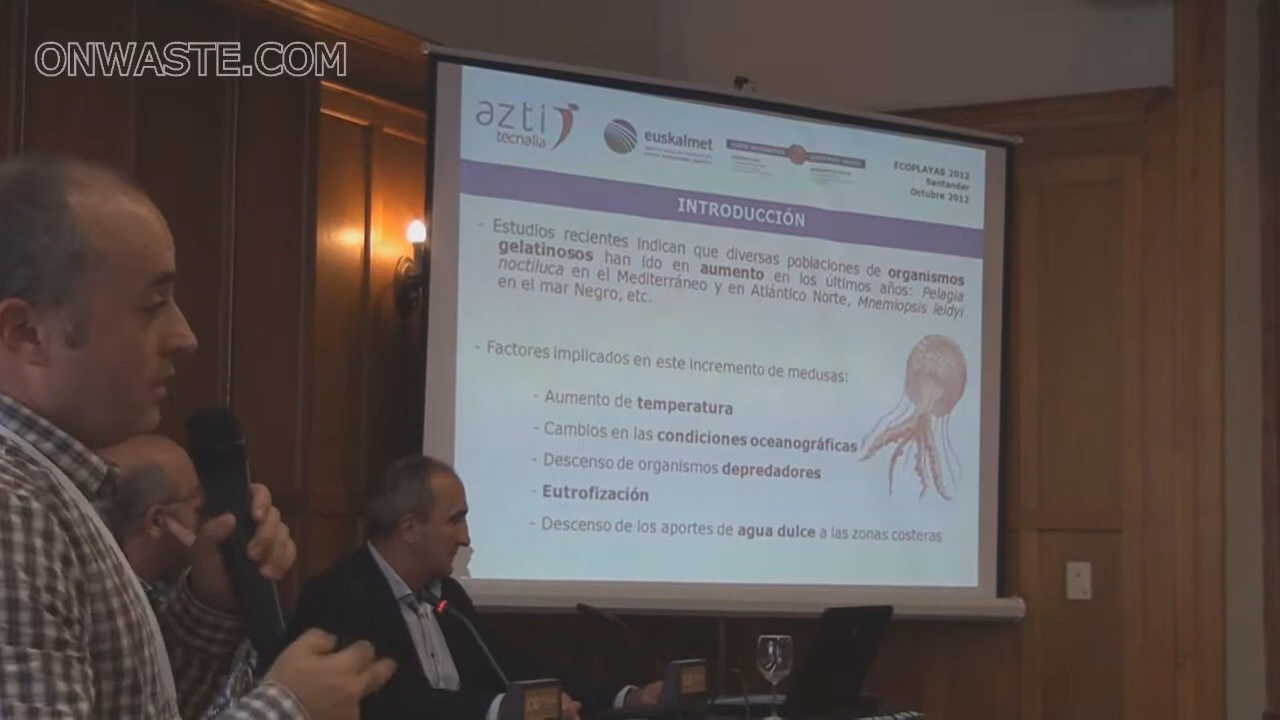 ONWASTE.COM
azti
tecnalia
euskalmet
ECOPLAYAS 2012
Santander
Octubre 2012
INTRODUCCIÓN
- Estudios recientes indican que diversas poblaciones de organismos
gelatinosos han ido en aumento en los últimos años: Pelagia
noctiluca en el Mediterráneo y en Atlántico Norte, Mnemiopsis leidyi
en el mar Negro, etc.
- Factores implicados en este incremento de medusas:
- Aumento de temperatura
- Cambios en las condiciones oceanográficas
- Descenso de organismos depredadores
- Eutrofización
- Descenso de los aportes de agua dulce a las zonas costeras